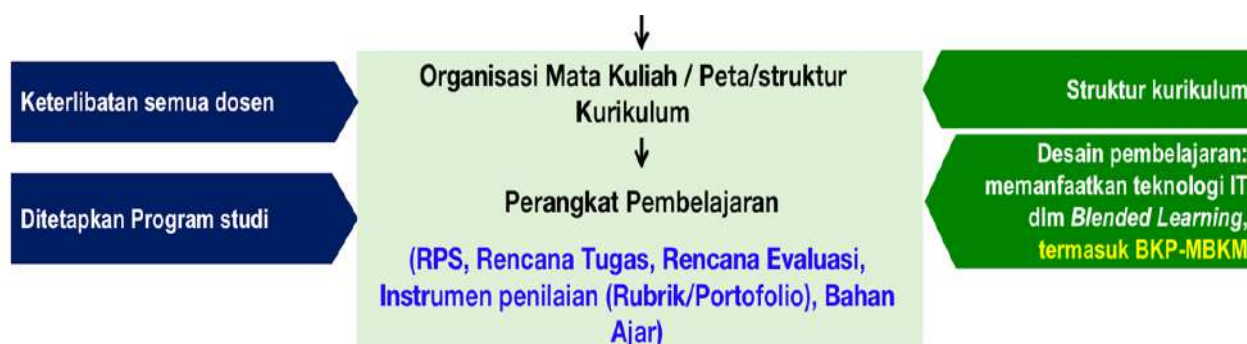 Keterlibatan semua dosen
Organisasi Mata Kuliah / Peta/struktur
Kurikulum
Struktur kurikulum
Ditetapkan Program studi
Perangkat Pembelajaran
(RPS, Rencana Tugas, Rencana Evaluasi,
Instrumen penilaian (Rubrik/Portofolio), Bahan
Ajar)
Desain pembelajaran:
memanfaatkan teknologi IT
dlm Blended Learning,
termasuk BKP-MBKM